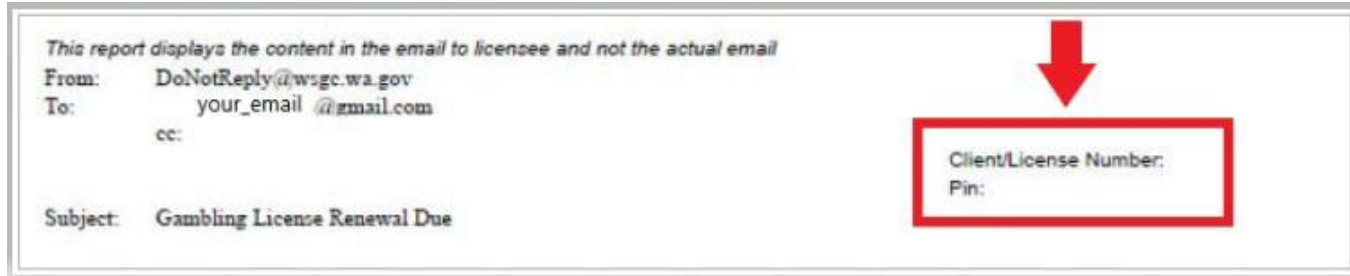 This report displays the content in the email to licensee and not the actual email
From: DoNotReply@wsgc.wa.gov
To: your_email @gmail.com
cc:
Client/License Number:
Pin:
Subject: Gambling License Renewal Due